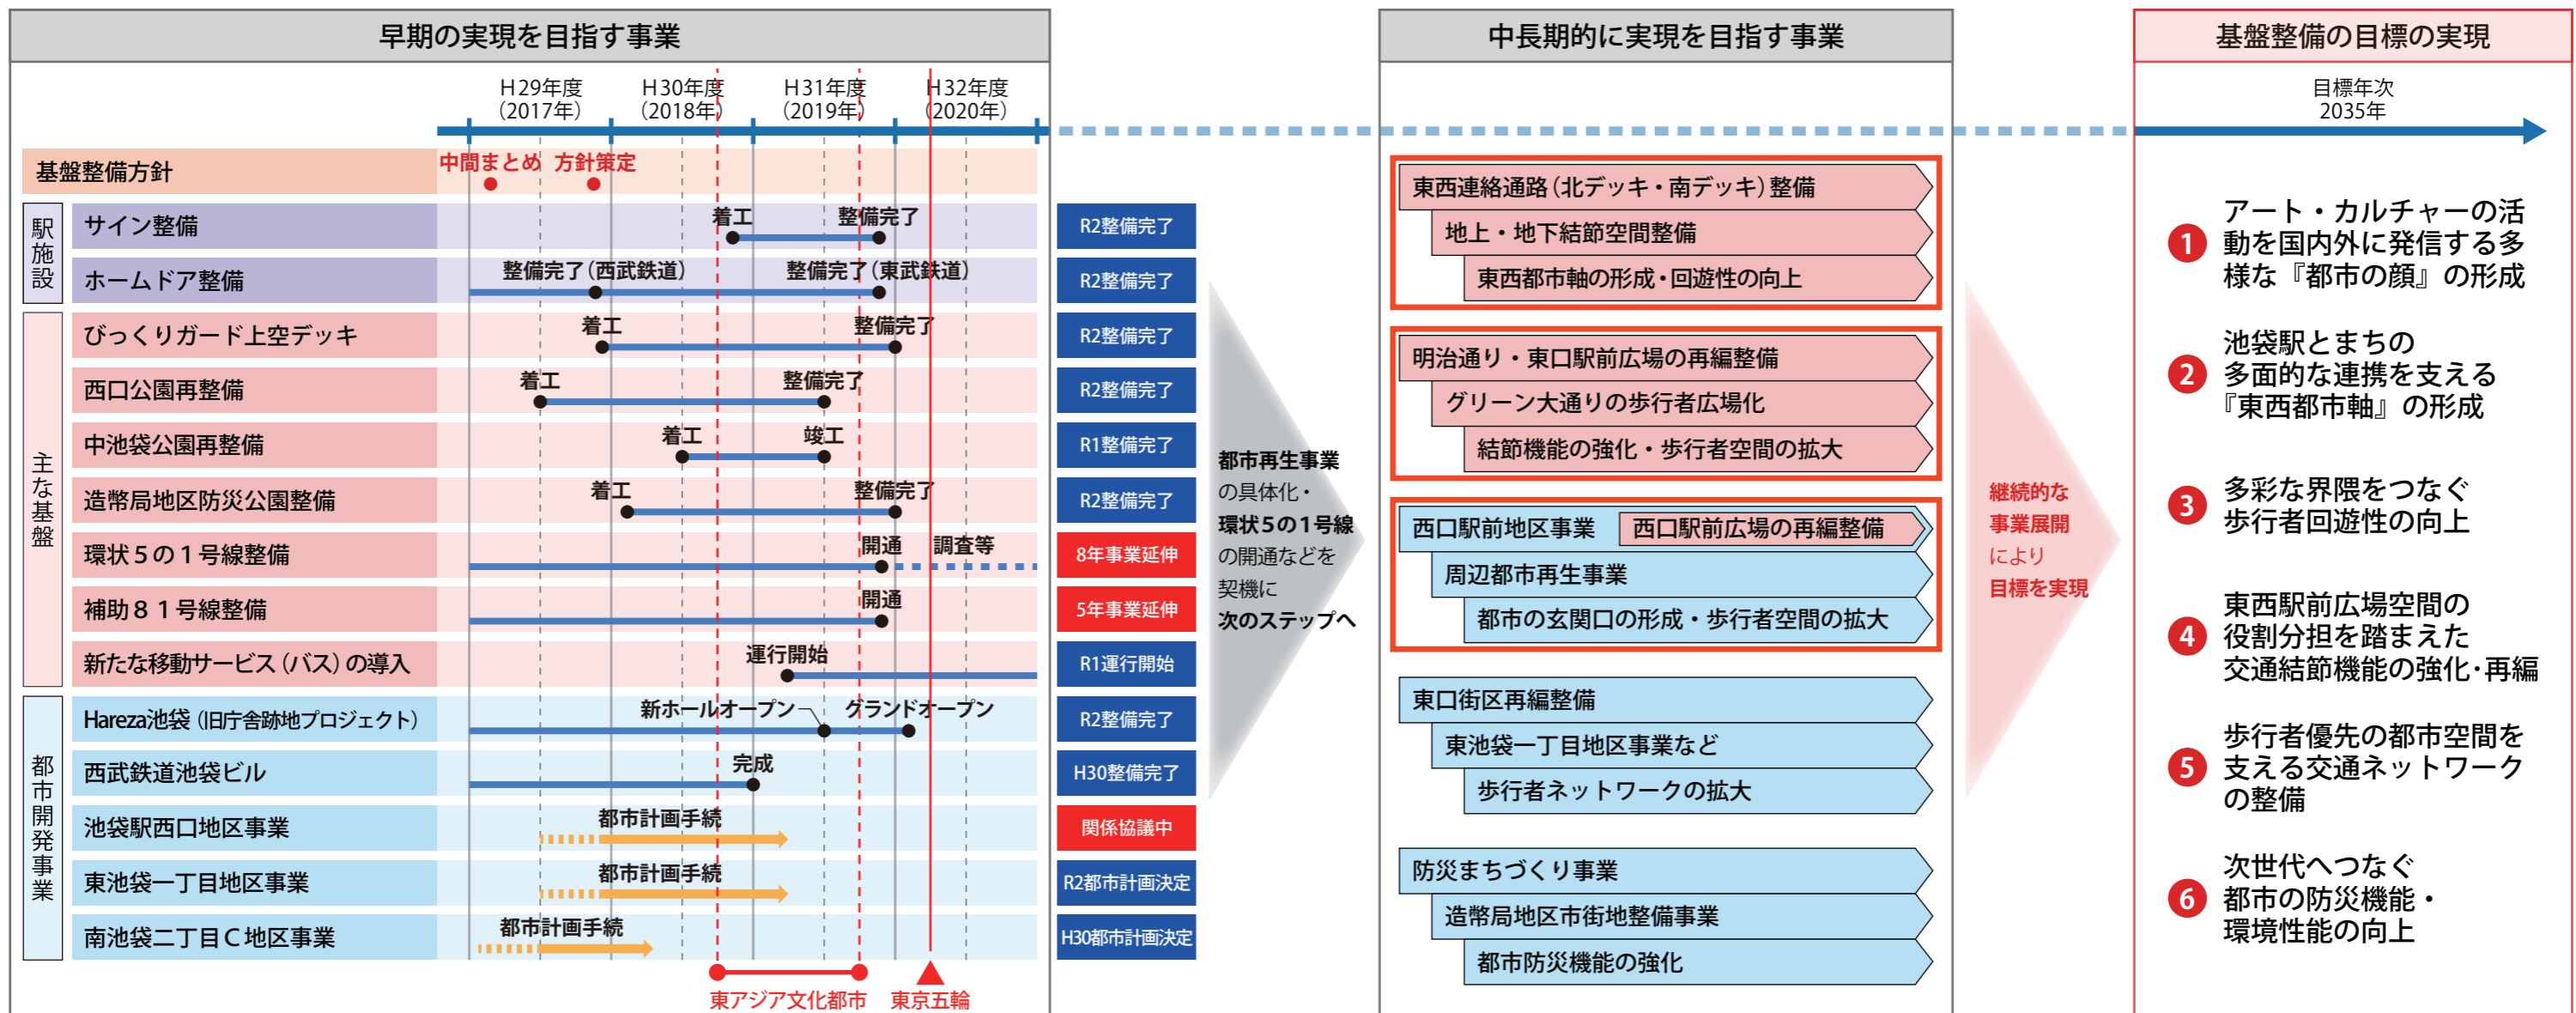 早期の実現を目指す事業
H29年度
（2017年）
H30年度
（2018年）
H31年度
（2019年）
H32年度
（2020年）
基盤整備方針
中間まとめ
方針策定
駅施設
サイン整備
着工
整備完了
R2整備完了
ホームドア整備
整備完了（西武鉄道）
整備完了（東武鉄道）
R2整備完了
主な基盤
びっくりガード上空デッキ
着工
整備完了
R2整備完了
西口公園再整備
着工
整備完了
R2整備完了
中池袋公園再整備
着工
竣工
R1整備完了
造幣局地区防災公園整備
着工
整備完了
R2整備完了
環状５の１号線整備
開通
調査等
8年事業延伸
補助８１号線整備
開通
5年事業延伸
新たな移動サービス（バス）の導入
運行開始
R1運行開始
都市開発事業
Hareza池袋（旧庁舎跡地プロジェクト）
新ホールオープン
グランドオープン
R2整備完了
西武鉄道池袋ビル
完成
H30整備完了
池袋駅西口地区事業
都市計画手続
関係協議中
東池袋一丁目地区事業
都市計画手続
R2都市計画決定
南池袋二丁目Ｃ地区事業
都市計画手続
H30都市計画決定
東アジア文化都市
東京五輪
都市再生事業
の具体化・
環状５の１号線
の開通などを
契機に
次のステップへ
中長期的に実現を目指す事業
東西連絡通路（北デッキ・南デッキ）整備
地上・地下結節空間整備
東西都市軸の形成・回遊性の向上
明治通り・東口駅前広場の再編整備
グリーン大通りの歩行者広場化
結節機能の強化・歩行者空間の拡大
西口駅前地区事業
西口駅前広場の再編整備
周辺都市再生事業
都市の玄関口の形成・歩行者空間の拡大
東口街区再編整備
東池袋一丁目地区事業など
歩行者ネットワークの拡大
防災まちづくり事業
造幣局地区市街地整備事業
都市防災機能の強化
継続的な
事業展開
により
目標を実現
基盤整備の目標の実現
目標年次
2035年
1
アート・カルチャーの活
動を国内外に発信する多
様な『都市の顔』の形成
2
池袋駅とまちの
多面的な連携を支える
『東西都市軸』の形成
3
多彩な界隈をつなぐ
歩行者回遊性の向上
4
東西駅前広場空間の
役割分担を踏まえた
交通結節機能の強化･再編
5
歩行者優先の都市空間を
支える交通ネットワーク
の整備
6
次世代へつなぐ
都市の防災機能・
環境性能の向上